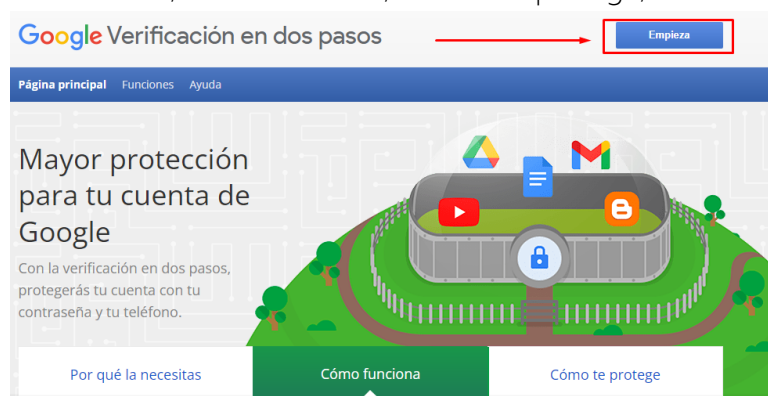 Google Verificación en dos pasos
Empieza
Página principal Funciones Ayuda
Mayor protección
para tu cuenta de
Google
Con la verificación en dos pasos,
protegerás tu cuenta con tu
contraseña y tu teléfono.
Por qué la necesitas
Cómo funciona
Cómo te protege